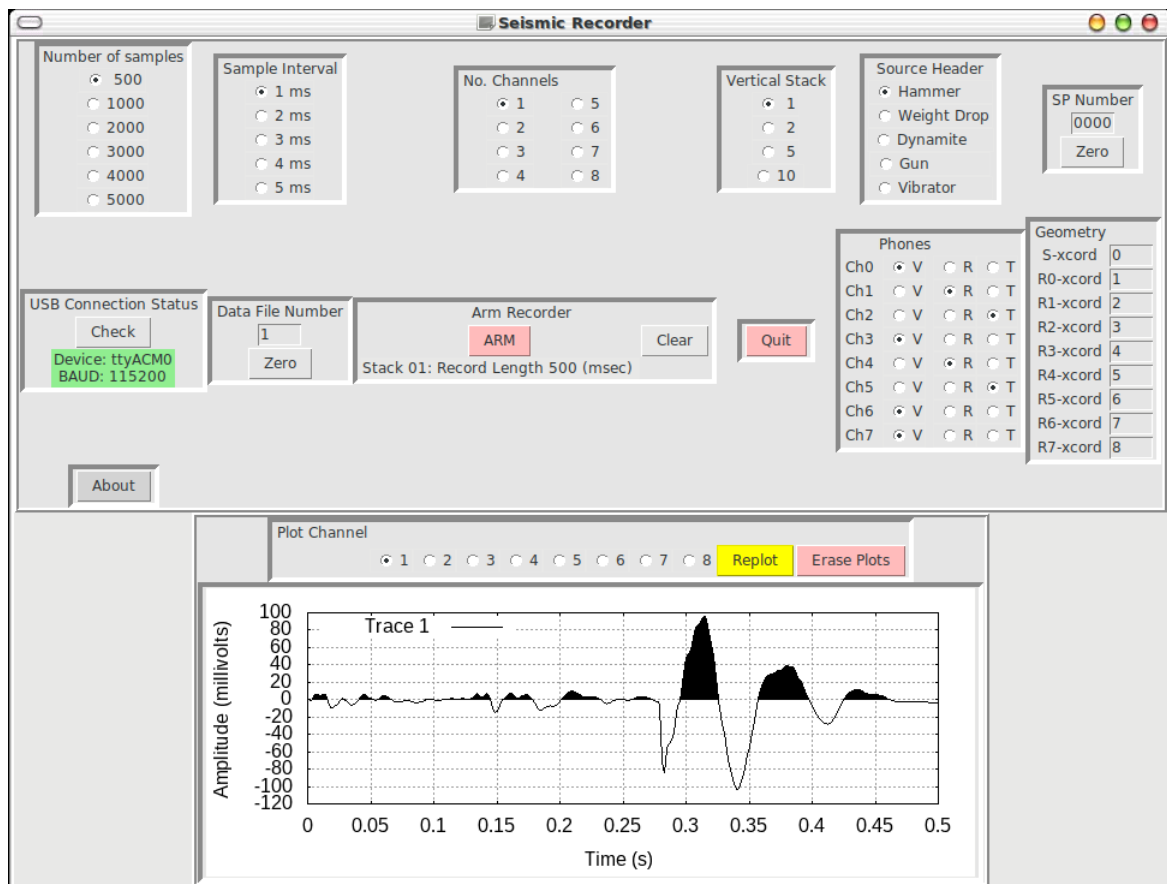 Seismic Recorder
Number of samples
500
1000
2000
3000
4000
5000
Sample Interval
1 ms
2 ms
3 ms
4 ms
5 ms
No. Channels
1 5
2 6
3 7
4 8
Vertical Stack
1
2
5
10
Source Header
Hammer
Weight Drop
Dynamite
Gun
Vibrator
SP Number
0000
Zero
USB Connection Status
Check
Device: ttyACM0
BAUD: 115200
Data File Number
1
Zero
Arm Recorder
ARM Clear
Stack 01: Record Length 500 (msec)
Quit
Phones
Ch0 V R T
Ch1 V R T
Ch2 V R T
Ch3 V R T
Ch4 V R T
Ch5 V R T
Ch6 V R T
Ch7 V R T
Geometry
S-xcord 0
R0-xcord 1
R1-xcord 2
R2-xcord 3
R3-xcord 4
R4-xcord 5
R5-xcord 6
R6-xcord 7
R7-xcord 8
About
Plot Channel
1 2 3 4 5 6 7 8 Replot Erase Plots
Trace 1
Amplitude (millivolts)
100
80
60
40
20
0
-20
-40
-60
-80
-100
-120
0 0.05 0.1 0.15 0.2 0.25 0.3 0.35 0.4 0.45 0.5
Time (s)